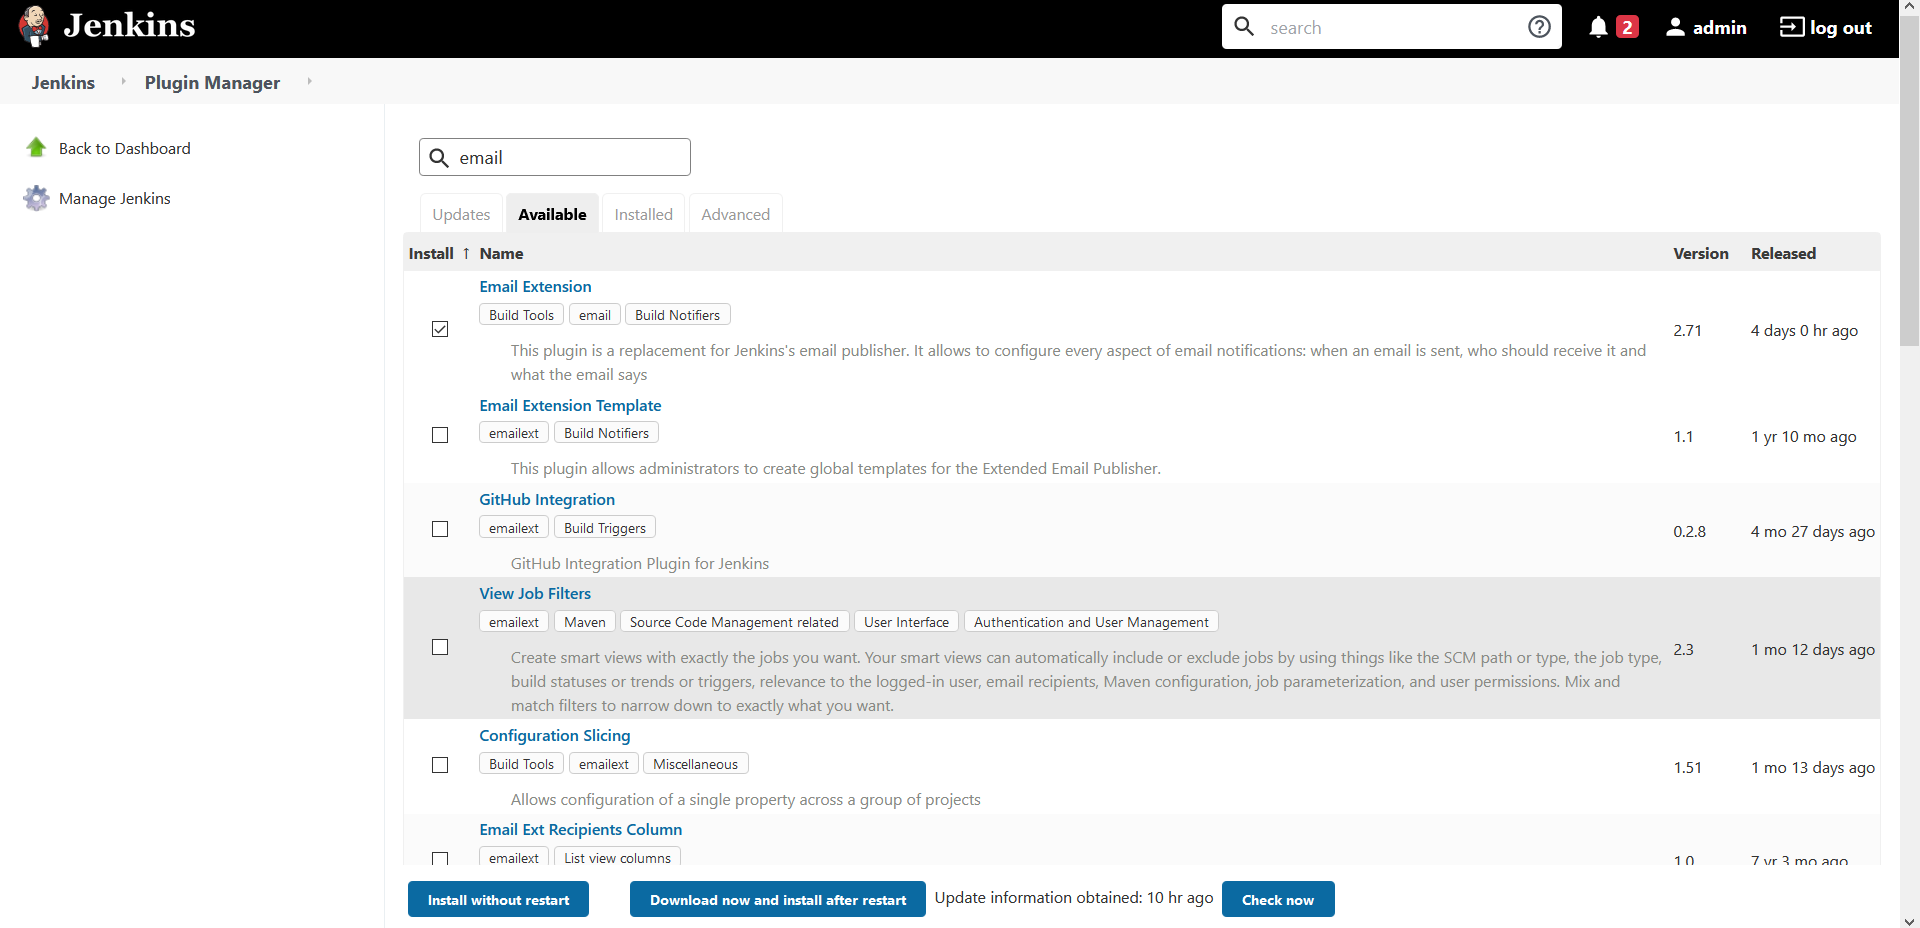 Jenkins
search
2
admin
log out
Jenkins
Plugin Manager
Back to Dashboard
Manage Jenkins
email
Updates
Available
Installed
Advanced
Install ↑ Name Version Released
Email Extension
Build Tools email Build Notifiers
This plugin is a replacement for Jenkins's email publisher. It allows to configure every aspect of email notifications: when an email is sent, who should receive it and
what the email says
2.71 4 days 0 hr ago
Email Extension Template
emailext Build Notifiers
This plugin allows administrators to create global templates for the Extended Email Publisher.
1.1 1 yr 10 mo ago
GitHub Integration
emailext Build Triggers
GitHub Integration Plugin for Jenkins
0.2.8 4 mo 27 days ago
View Job Filters
emailext Maven Source Code Management related User Interface Authentication and User Management
Create smart views with exactly the jobs you want. Your smart views can automatically include or exclude jobs by using things like the SCM path or type, the job type,
build statuses or trends or triggers, relevance to the logged-in user, email recipients, Maven configuration, job parameterization, and user permissions. Mix and
match filters to narrow down to exactly what you want.
2.3 1 mo 12 days ago
Configuration Slicing
Build Tools emailext Miscellaneous
Allows configuration of a single property across a group of projects
1.51 1 mo 13 days ago
Email Ext Recipients Column
emailext List view columns
1.0 7 yr 3 mo ago
Install without restart
Download now and install after restart
Update information obtained: 10 hr ago
Check now